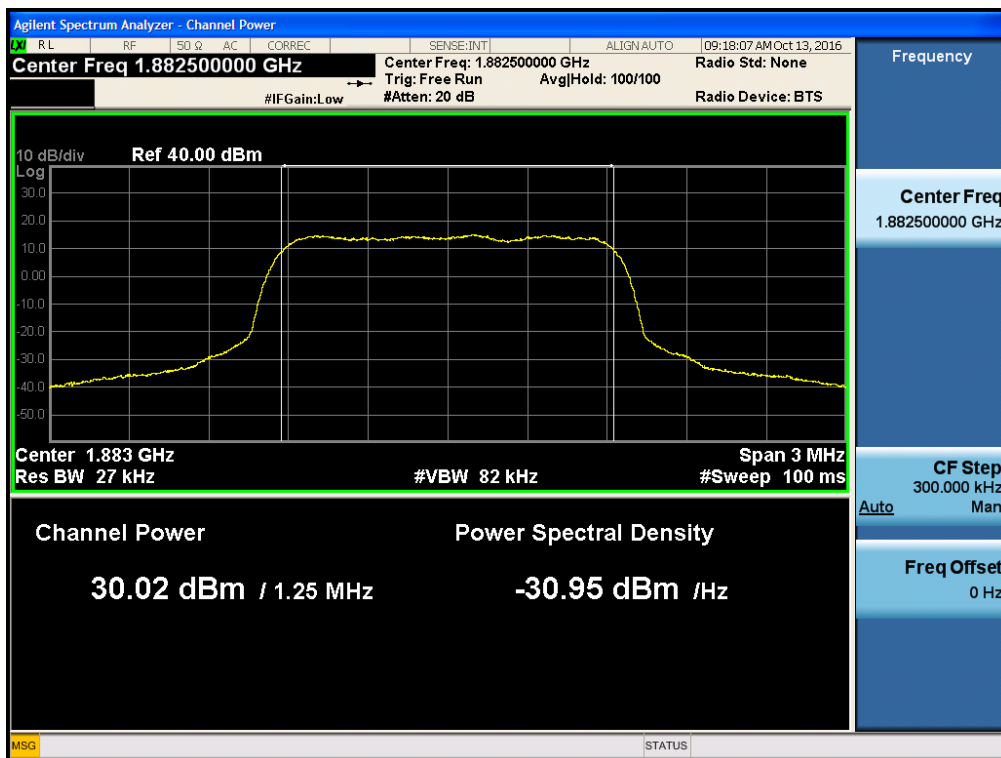 Agilent Spectrum Analyzer - Channel Power
LXI RL RF 50 Ω AC CORREC SENSE:INT ALIGN AUTO 09:18:07 AM Oct 13, 2016
Center Freq 1.882500000 GHz
Center Freq: 1.882500000 GHz
Radio Std: None
Trig: Free Run Avg|Hold: 100/100
#IFGain:Low
#Atten: 20 dB
Radio Device: BTS
Frequency
10 dB/div Ref 40.00 dBm
Log
30.0
20.0
10.0
0.00
-10.0
-20.0
-30.0
-40.0
-50.0
Center 1.883 GHz Span 3 MHz
Res BW 27 kHz #VBW 82 kHz #Sweep 100 ms
Channel Power Power Spectral Density
30.02 dBm / 1.25 MHz -30.95 dBm /Hz
Center Freq
1.882500000 GHz
CF Step
300.000 kHz
Auto Man
Freq Offset
0 Hz
MSG STATUS